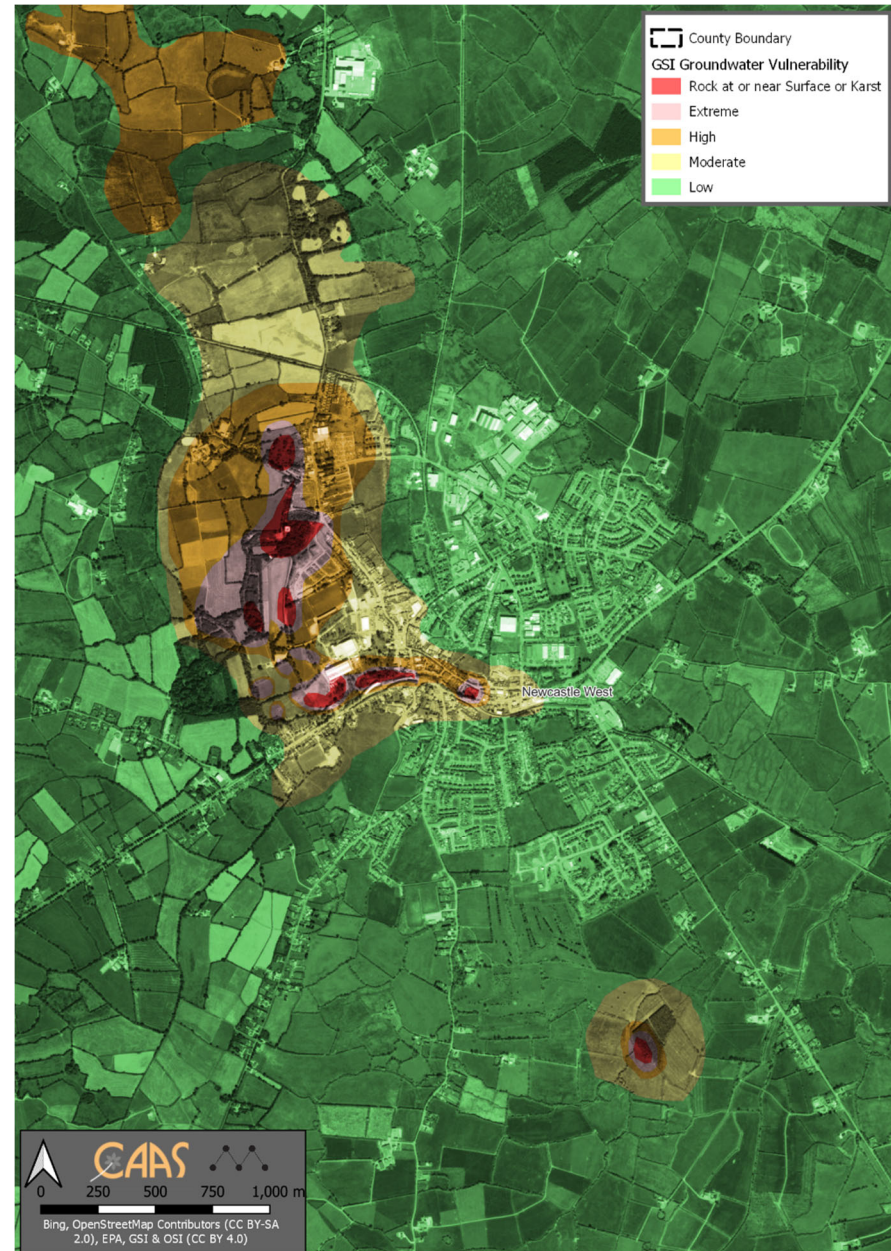 County Boundary
GSI Groundwater Vulnerability
Rock at or near Surface or Karst
Extreme
High
Moderate
Low
Newcastle West
CAAS
0 250 500 750 1,000 m
Bing, OpenStreetMap Contributors (CC BY-SA
2.0), EPA, GSI & OSI (CC BY 4.0)